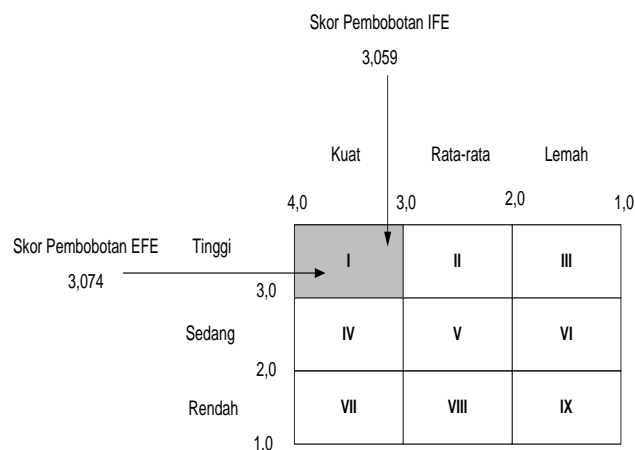 Skor Pembobotan IFE
3,059
Kuat Rata-rata Lemah
4,0 3,0 2,0 1,0
Skor Pembobotan EFE Tinggi I II III
3,074
3,0
Sedang IV V VI
2,0
Rendah VII VIII IX
1,0